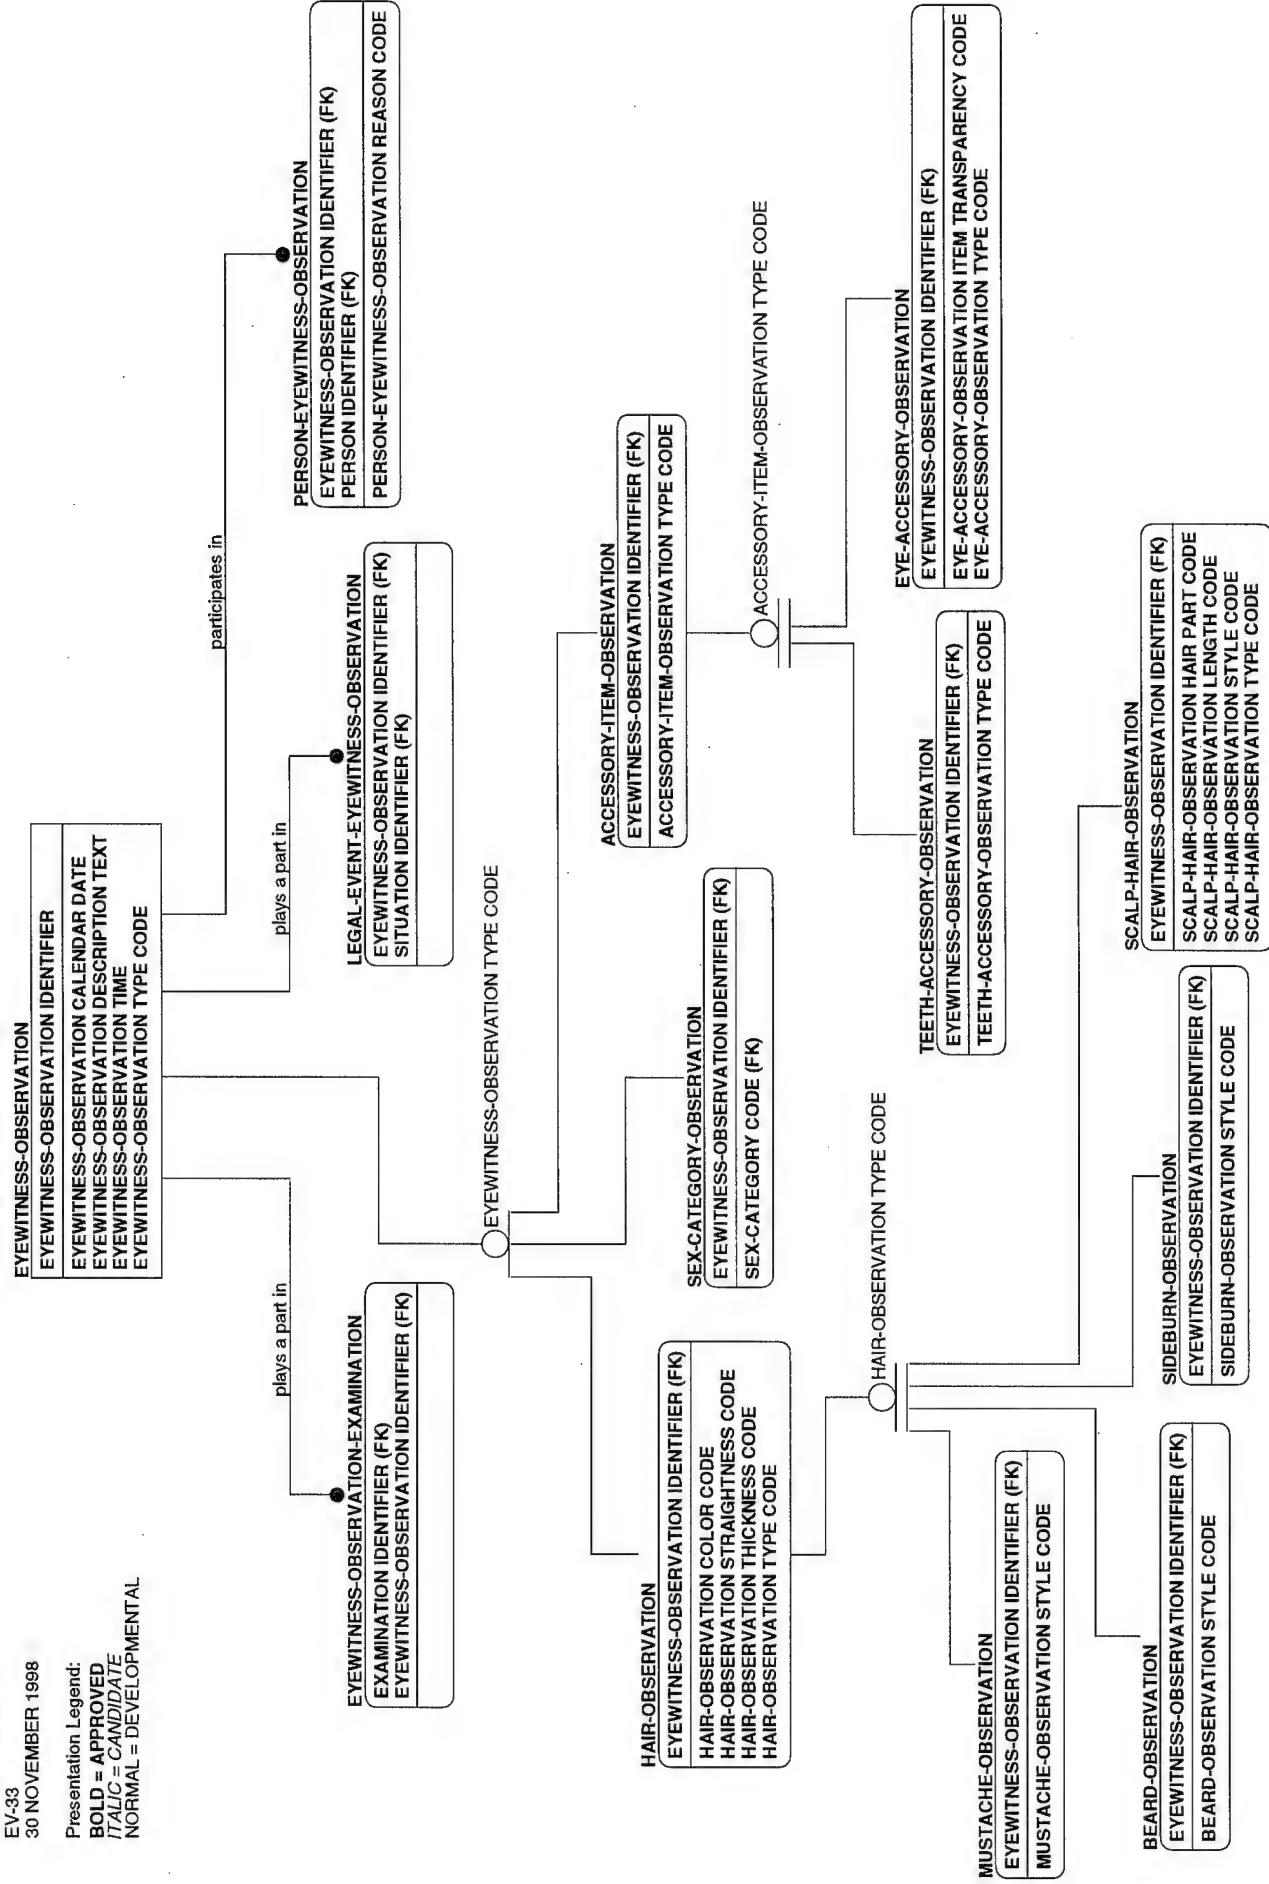 EV-33
30 NOVEMBER 1998
Presentation Legend:
BOLD = APPROVED
ITALIC = CANDIDATE
NORMAL = DEVELOPMENTAL
EYEWITNESS-OBSERVATION
EYEWITNESS-OBSERVATION IDENTIFIER
EYEWITNESS-OBSERVATION CALENDAR DATE
EYEWITNESS-OBSERVATION DESCRIPTION TEXT
EYEWITNESS-OBSERVATION TIME
EYEWITNESS-OBSERVATION TYPE CODE
plays a part in
plays a part in
participates in
EYEWITNESS-OBSERVATION-EXAMINATION
EXAMINATION IDENTIFIER (FK)
EYEWITNESS-OBSERVATION IDENTIFIER (FK)
LEGAL-EVENT-EYEWITNESS-OBSERVATION
EYEWITNESS-OBSERVATION IDENTIFIER (FK)
SITUATION IDENTIFIER (FK)
PERSON-EYEWITNESS-OBSERVATION
EYEWITNESS-OBSERVATION IDENTIFIER (FK)
PERSON IDENTIFIER (FK)
PERSON-EYEWITNESS-OBSERVATION REASON CODE
EYEWITNESS-OBSERVATION TYPE CODE
HAIR-OBSERVATION
EYEWITNESS-OBSERVATION IDENTIFIER (FK)
HAIR-OBSERVATION COLOR CODE
HAIR-OBSERVATION STRAIGHTNESS CODE
HAIR-OBSERVATION THICKNESS CODE
HAIR-OBSERVATION TYPE CODE
SEX-CATEGORY-OBSERVATION
EYEWITNESS-OBSERVATION IDENTIFIER (FK)
SEX-CATEGORY CODE (FK)
ACCESSORY-ITEM-OBSERVATION
EYEWITNESS-OBSERVATION IDENTIFIER (FK)
ACCESSORY-ITEM-OBSERVATION TYPE CODE
ACCESSORY-ITEM-OBSERVATION TYPE CODE
HAIR-OBSERVATION TYPE CODE
TEETH-ACCESSORY-OBSERVATION
EYEWITNESS-OBSERVATION IDENTIFIER (FK)
TEETH-ACCESSORY-OBSERVATION TYPE CODE
EYE-ACCESSORY-OBSERVATION
EYEWITNESS-OBSERVATION IDENTIFIER (FK)
EYE-ACCESSORY-OBSERVATION ITEM TRANSPARENCY CODE
EYE-ACCESSORY-OBSERVATION TYPE CODE
MUSTACHE-OBSERVATION
EYEWITNESS-OBSERVATION IDENTIFIER (FK)
MUSTACHE-OBSERVATION STYLE CODE
BEARD-OBSERVATION
EYEWITNESS-OBSERVATION IDENTIFIER (FK)
BEARD-OBSERVATION STYLE CODE
SIDEBURN-OBSERVATION
EYEWITNESS-OBSERVATION IDENTIFIER (FK)
SIDEBURN-OBSERVATION STYLE CODE
SCALP-HAIR-OBSERVATION
EYEWITNESS-OBSERVATION IDENTIFIER (FK)
SCALP-HAIR-OBSERVATION HAIR PART CODE
SCALP-HAIR-OBSERVATION LENGTH CODE
SCALP-HAIR-OBSERVATION STYLE CODE
SCALP-HAIR-OBSERVATION TYPE CODE